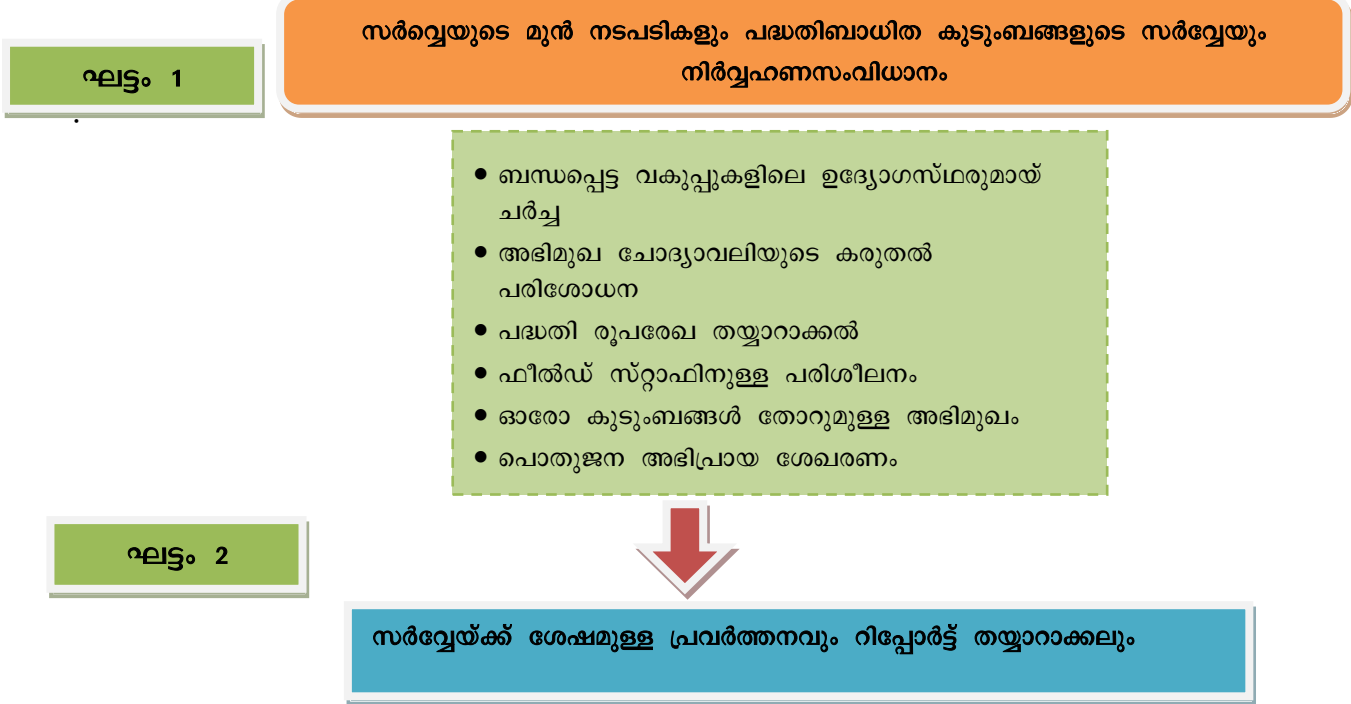 സർവ്വെയുടെ മുൻ നടപടികളും പദ്ധതിബാധിത കുടുംബങ്ങളുടെ സർവ്വേയും
നിർവ്വഹണസംവിധാനം
ഘട്ടം 1
.
• ബന്ധപ്പെട്ട വകുപ്പുകളിലെ ഉദ്യോഗസ്ഥരുമായ്
ചർച്ച
• അഭിമുഖ ചോദ്യാവലിയുടെ കരുതൽ
പരിശോധന
• പദ്ധതി രൂപരേഖ തയ്യാറാക്കൽ
• ഫീൽഡ് സ്റ്റാഫിനുള്ള പരിശീലനം
• ഓരോ കുടുംബങ്ങൾ തോറുമുള്ള അഭിമുഖം
• പൊതുജന അഭിപ്രായ ശേഖരണം
ഘട്ടം 2
സർവ്വേയ്ക്ക് ശേഷമുള്ള പ്രവർത്തനവും റിപ്പോർട്ട് തയ്യാറാക്കലും